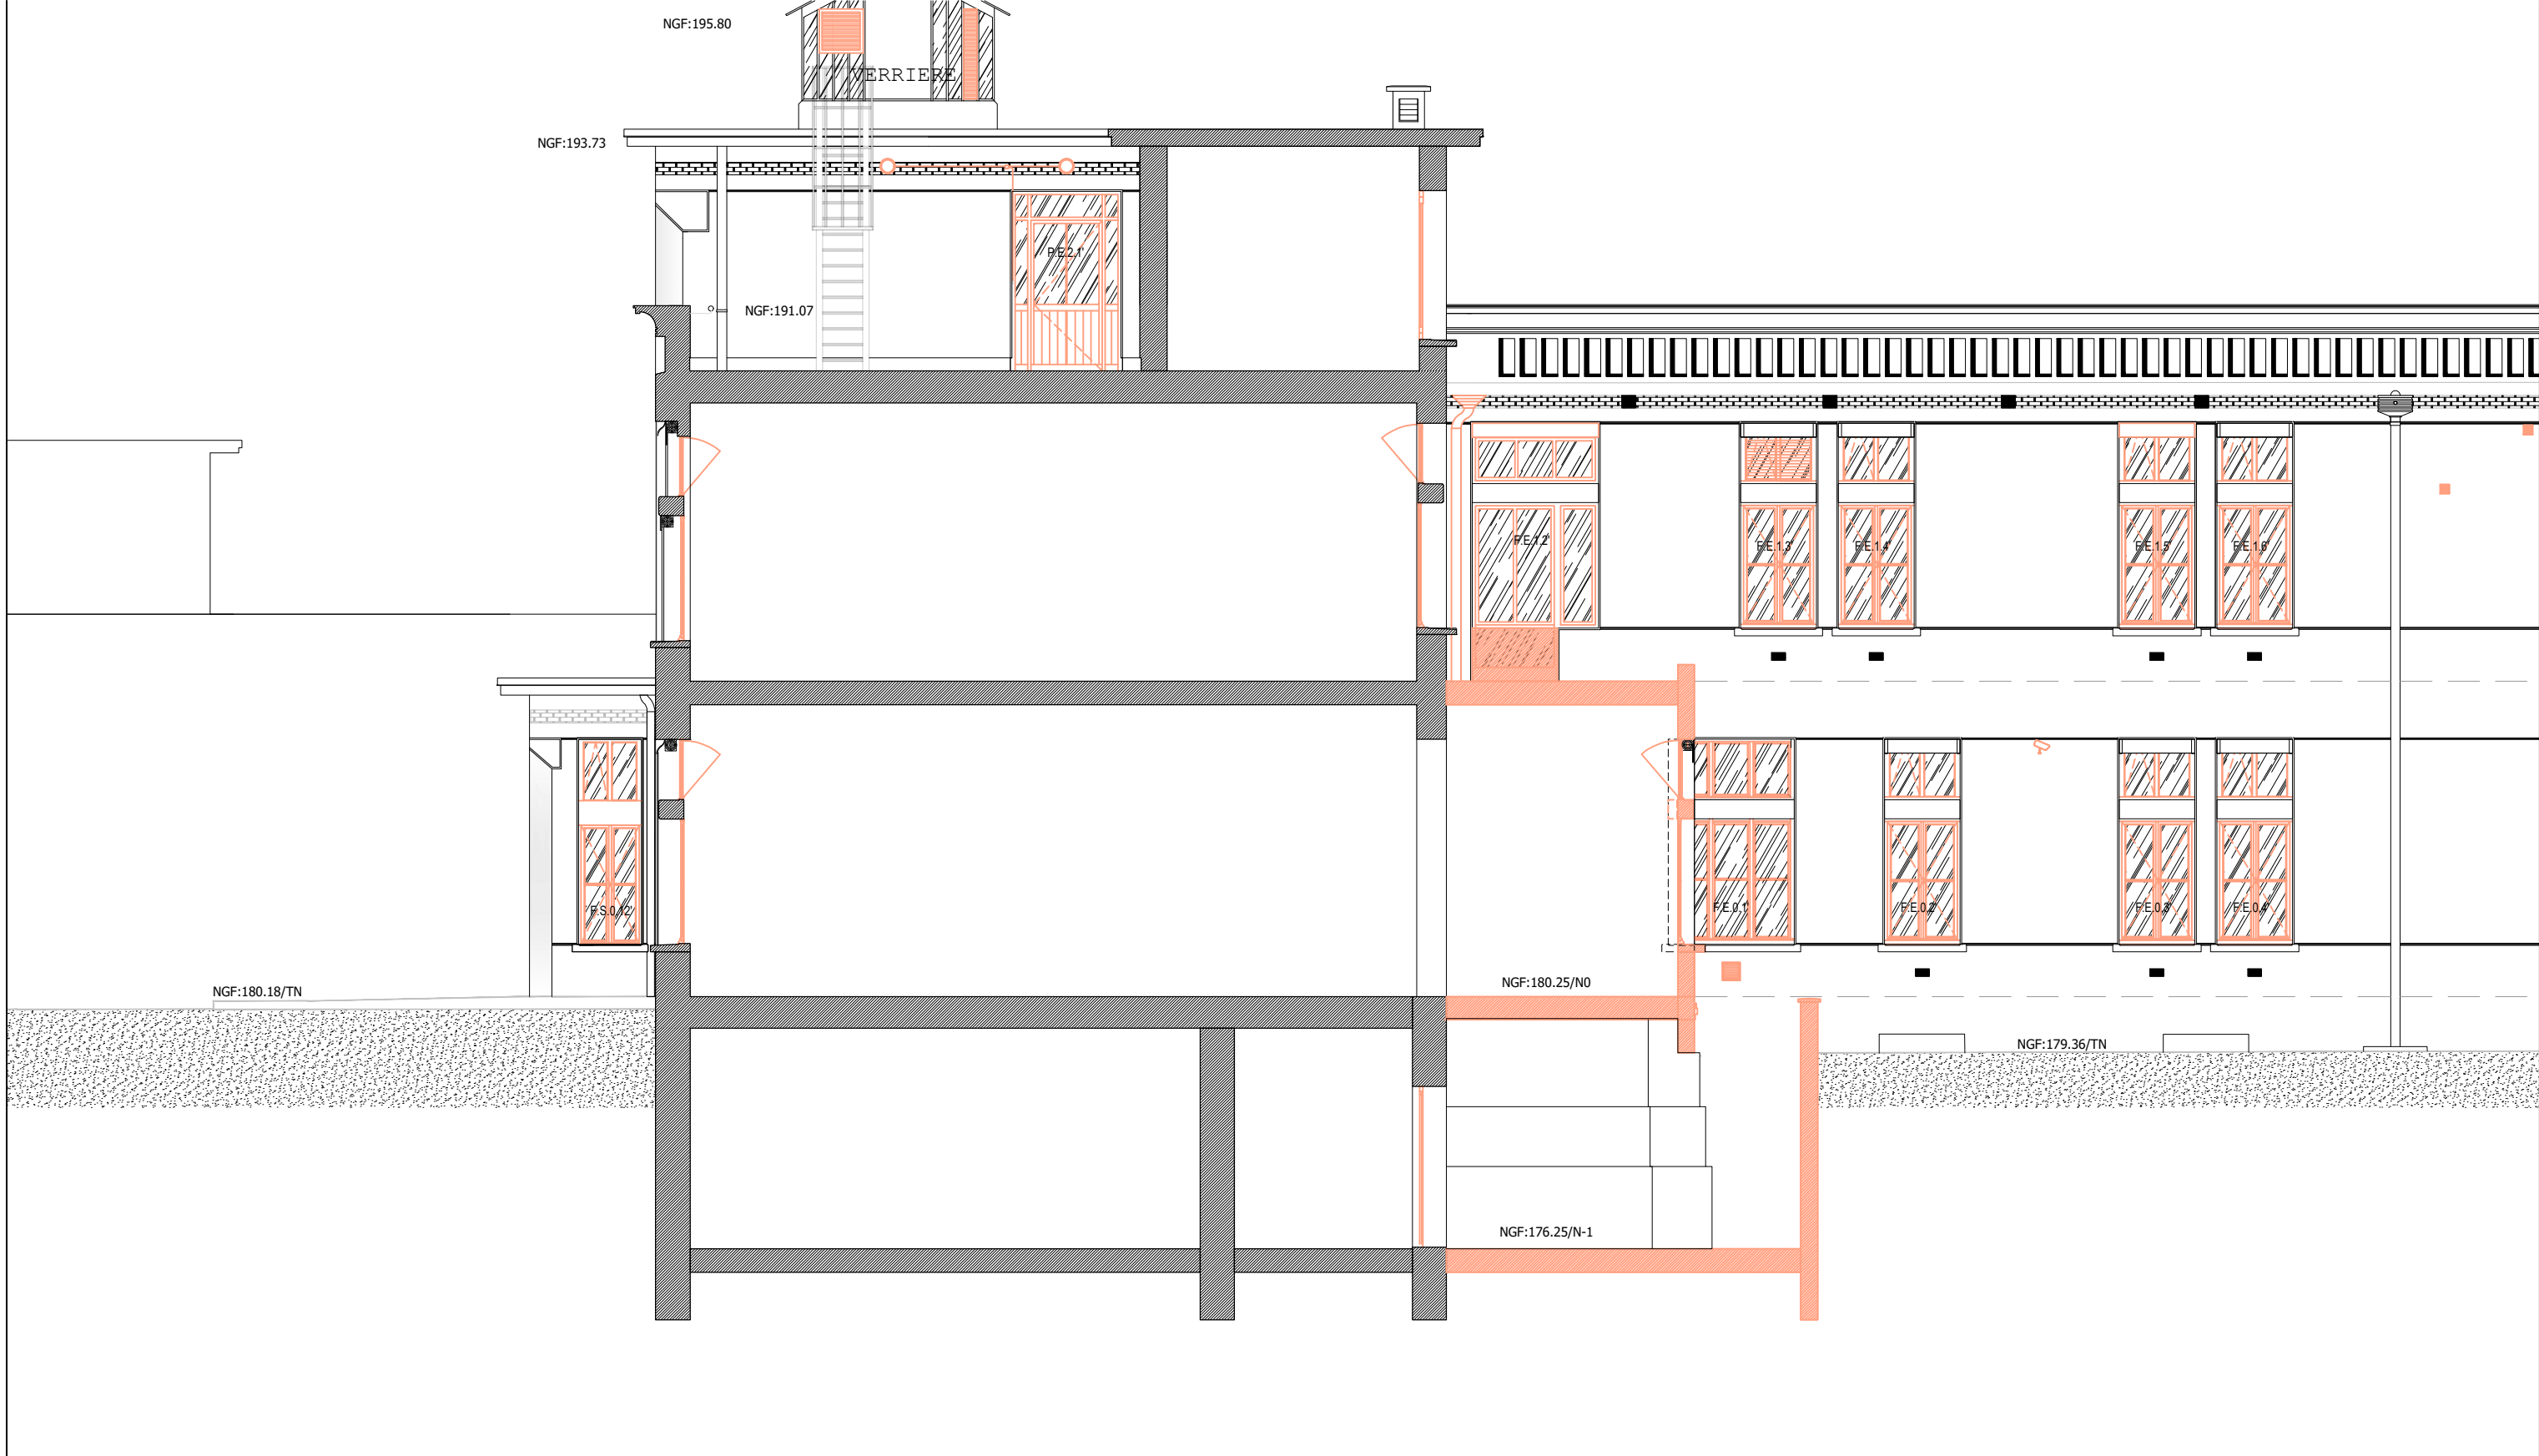 NGF:195.80
VERRIERE
NGF:193.73
P.E.2.1'
NGF:191.07
F.E.1.2'
F.E.1.3'
F.E.1.4'
F.E.1.5'
F.E.1.6'
F.S.0.12'
F.E.0.1'
F.E.0.2'
F.E.0.3'
F.E.0.4'
NGF:180.25/N0
NGF:180.18/TN
NGF:179.36/TN
NGF:176.25/N-1